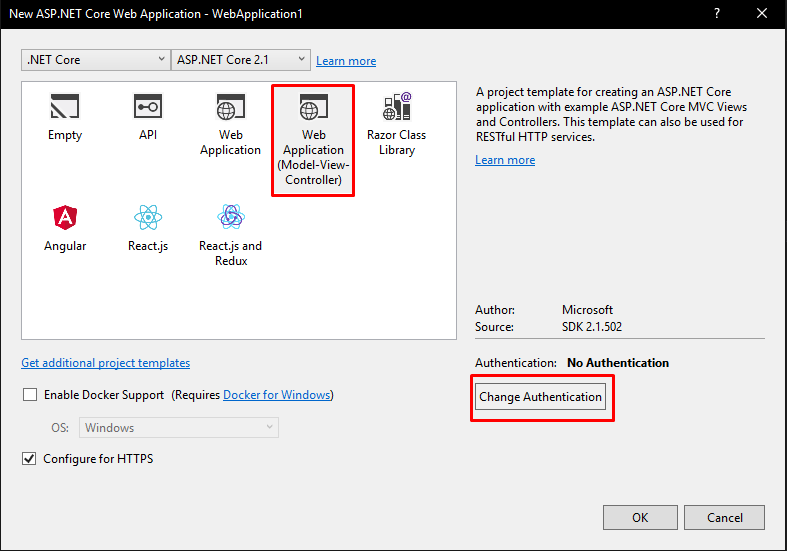 New ASP.NET Core Web Application - WebApplication1
?
.NET Core
ASP.NET Core 2.1
Learn more
Empty
API
Web
Application
Web
Application
(Model-View-
Controller)
Razor Class
Library
Angular
React.js
React.js and
Redux
A project template for creating an ASP.NET Core
application with example ASP.NET Core MVC Views
and Controllers. This template can also be used for
RESTful HTTP services.
Learn more
Author: Microsoft
Source: SDK 2.1.502
Get additional project templates
Authentication: No Authentication
Change Authentication
Enable Docker Support (Requires Docker for Windows)
OS: Windows
Configure for HTTPS
OK
Cancel